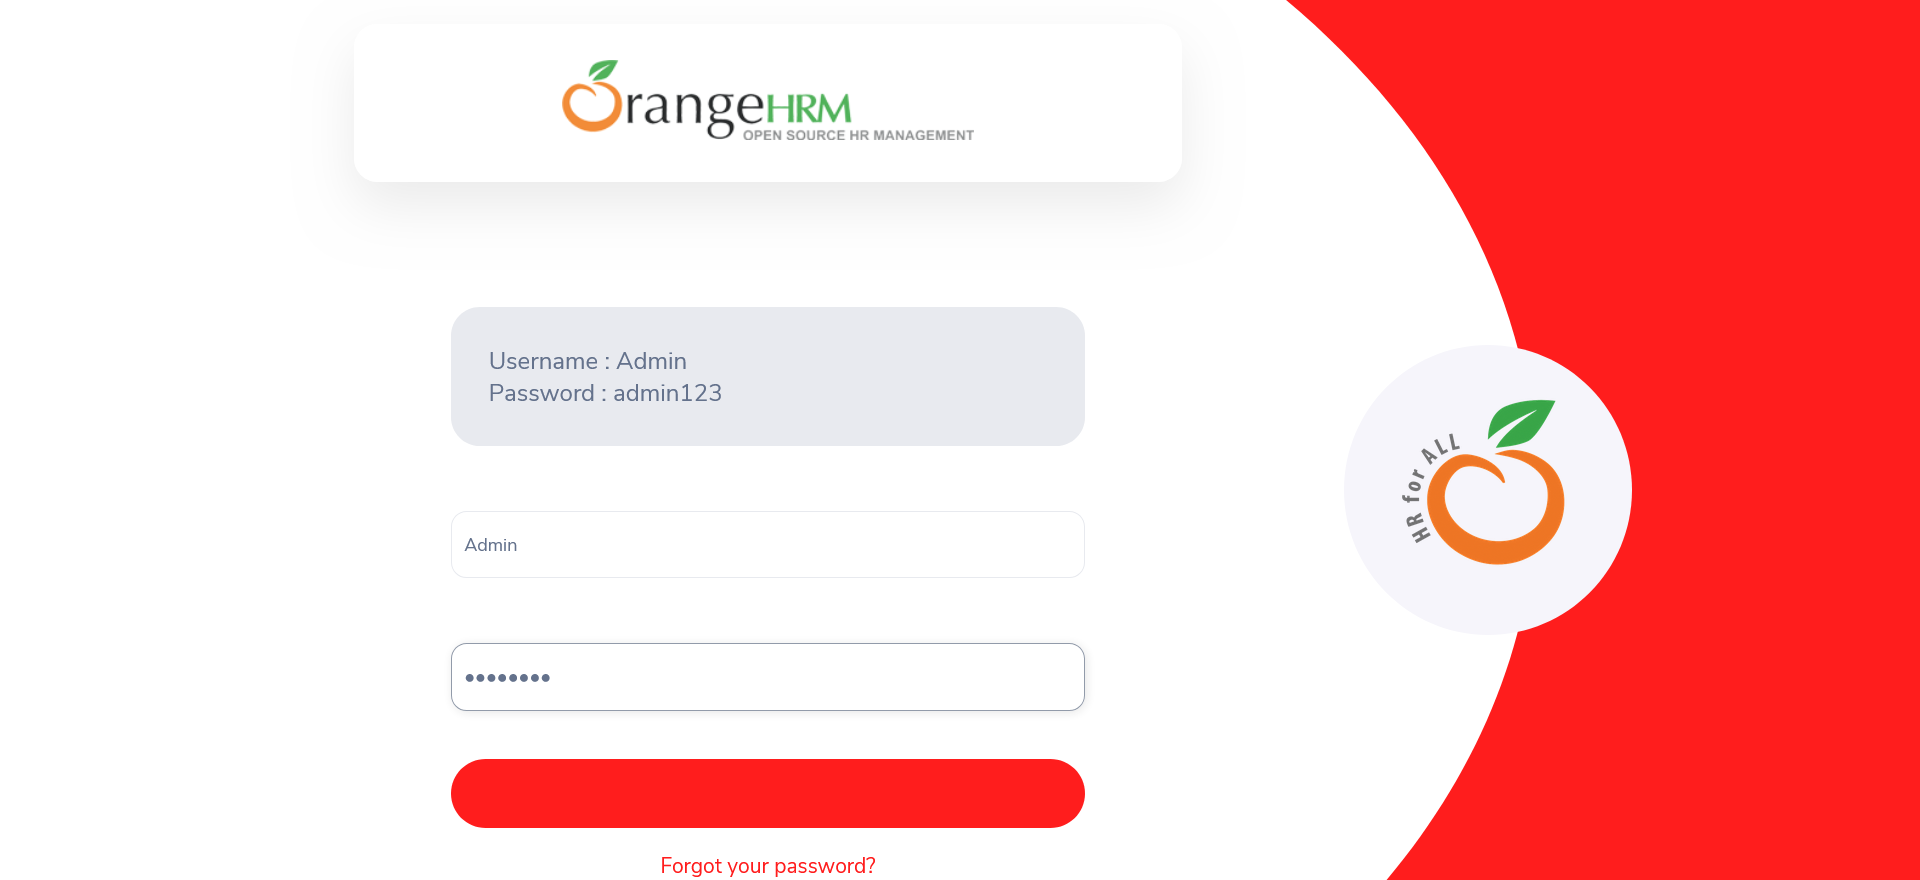 OrangeHRM
OPEN SOURCE HR MANAGEMENT
Username : Admin
Password : admin123
Admin
••••••••
Forgot your password?
HR for ALL